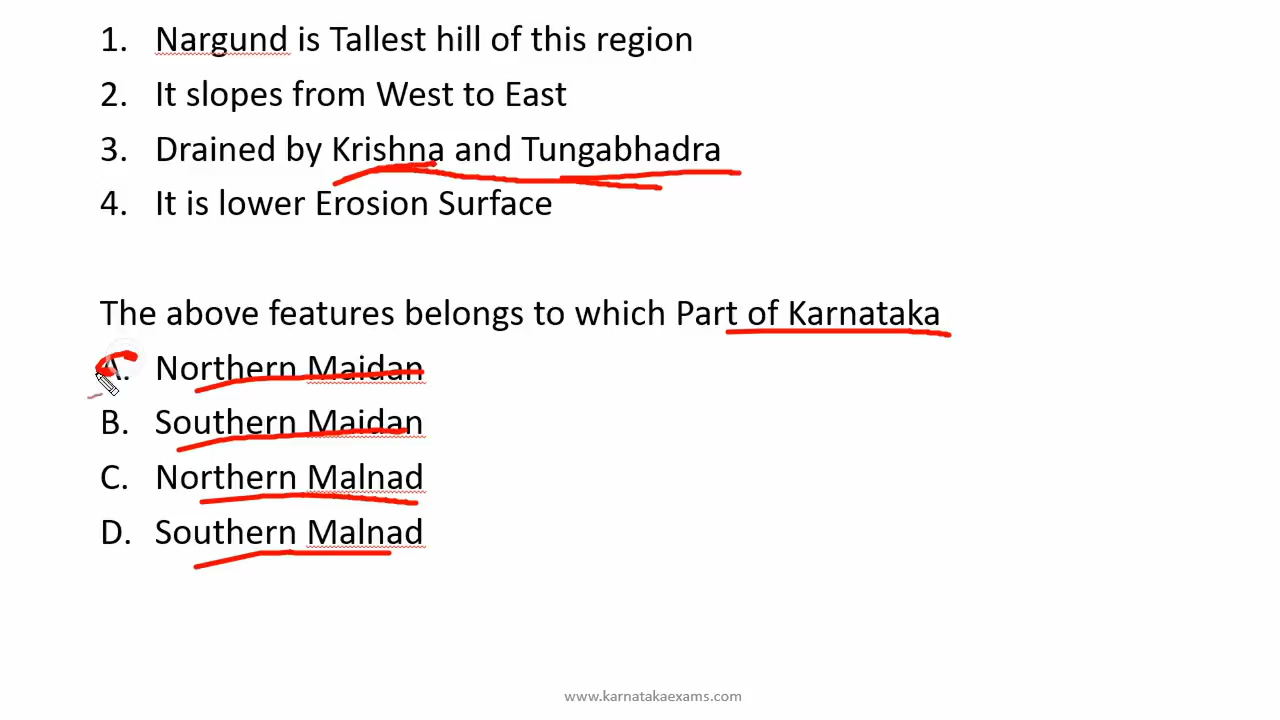 1. Nargund is Tallest hill of this region
2. It slopes from West to East
3. Drained by Krishna and Tungabhadra
4. It is lower Erosion Surface
The above features belongs to which Part of Karnataka
A. Northern Maidan
B. Southern Maidan
C. Northern Malnad
D. Southern Malnad
www.karnatakaexams.com